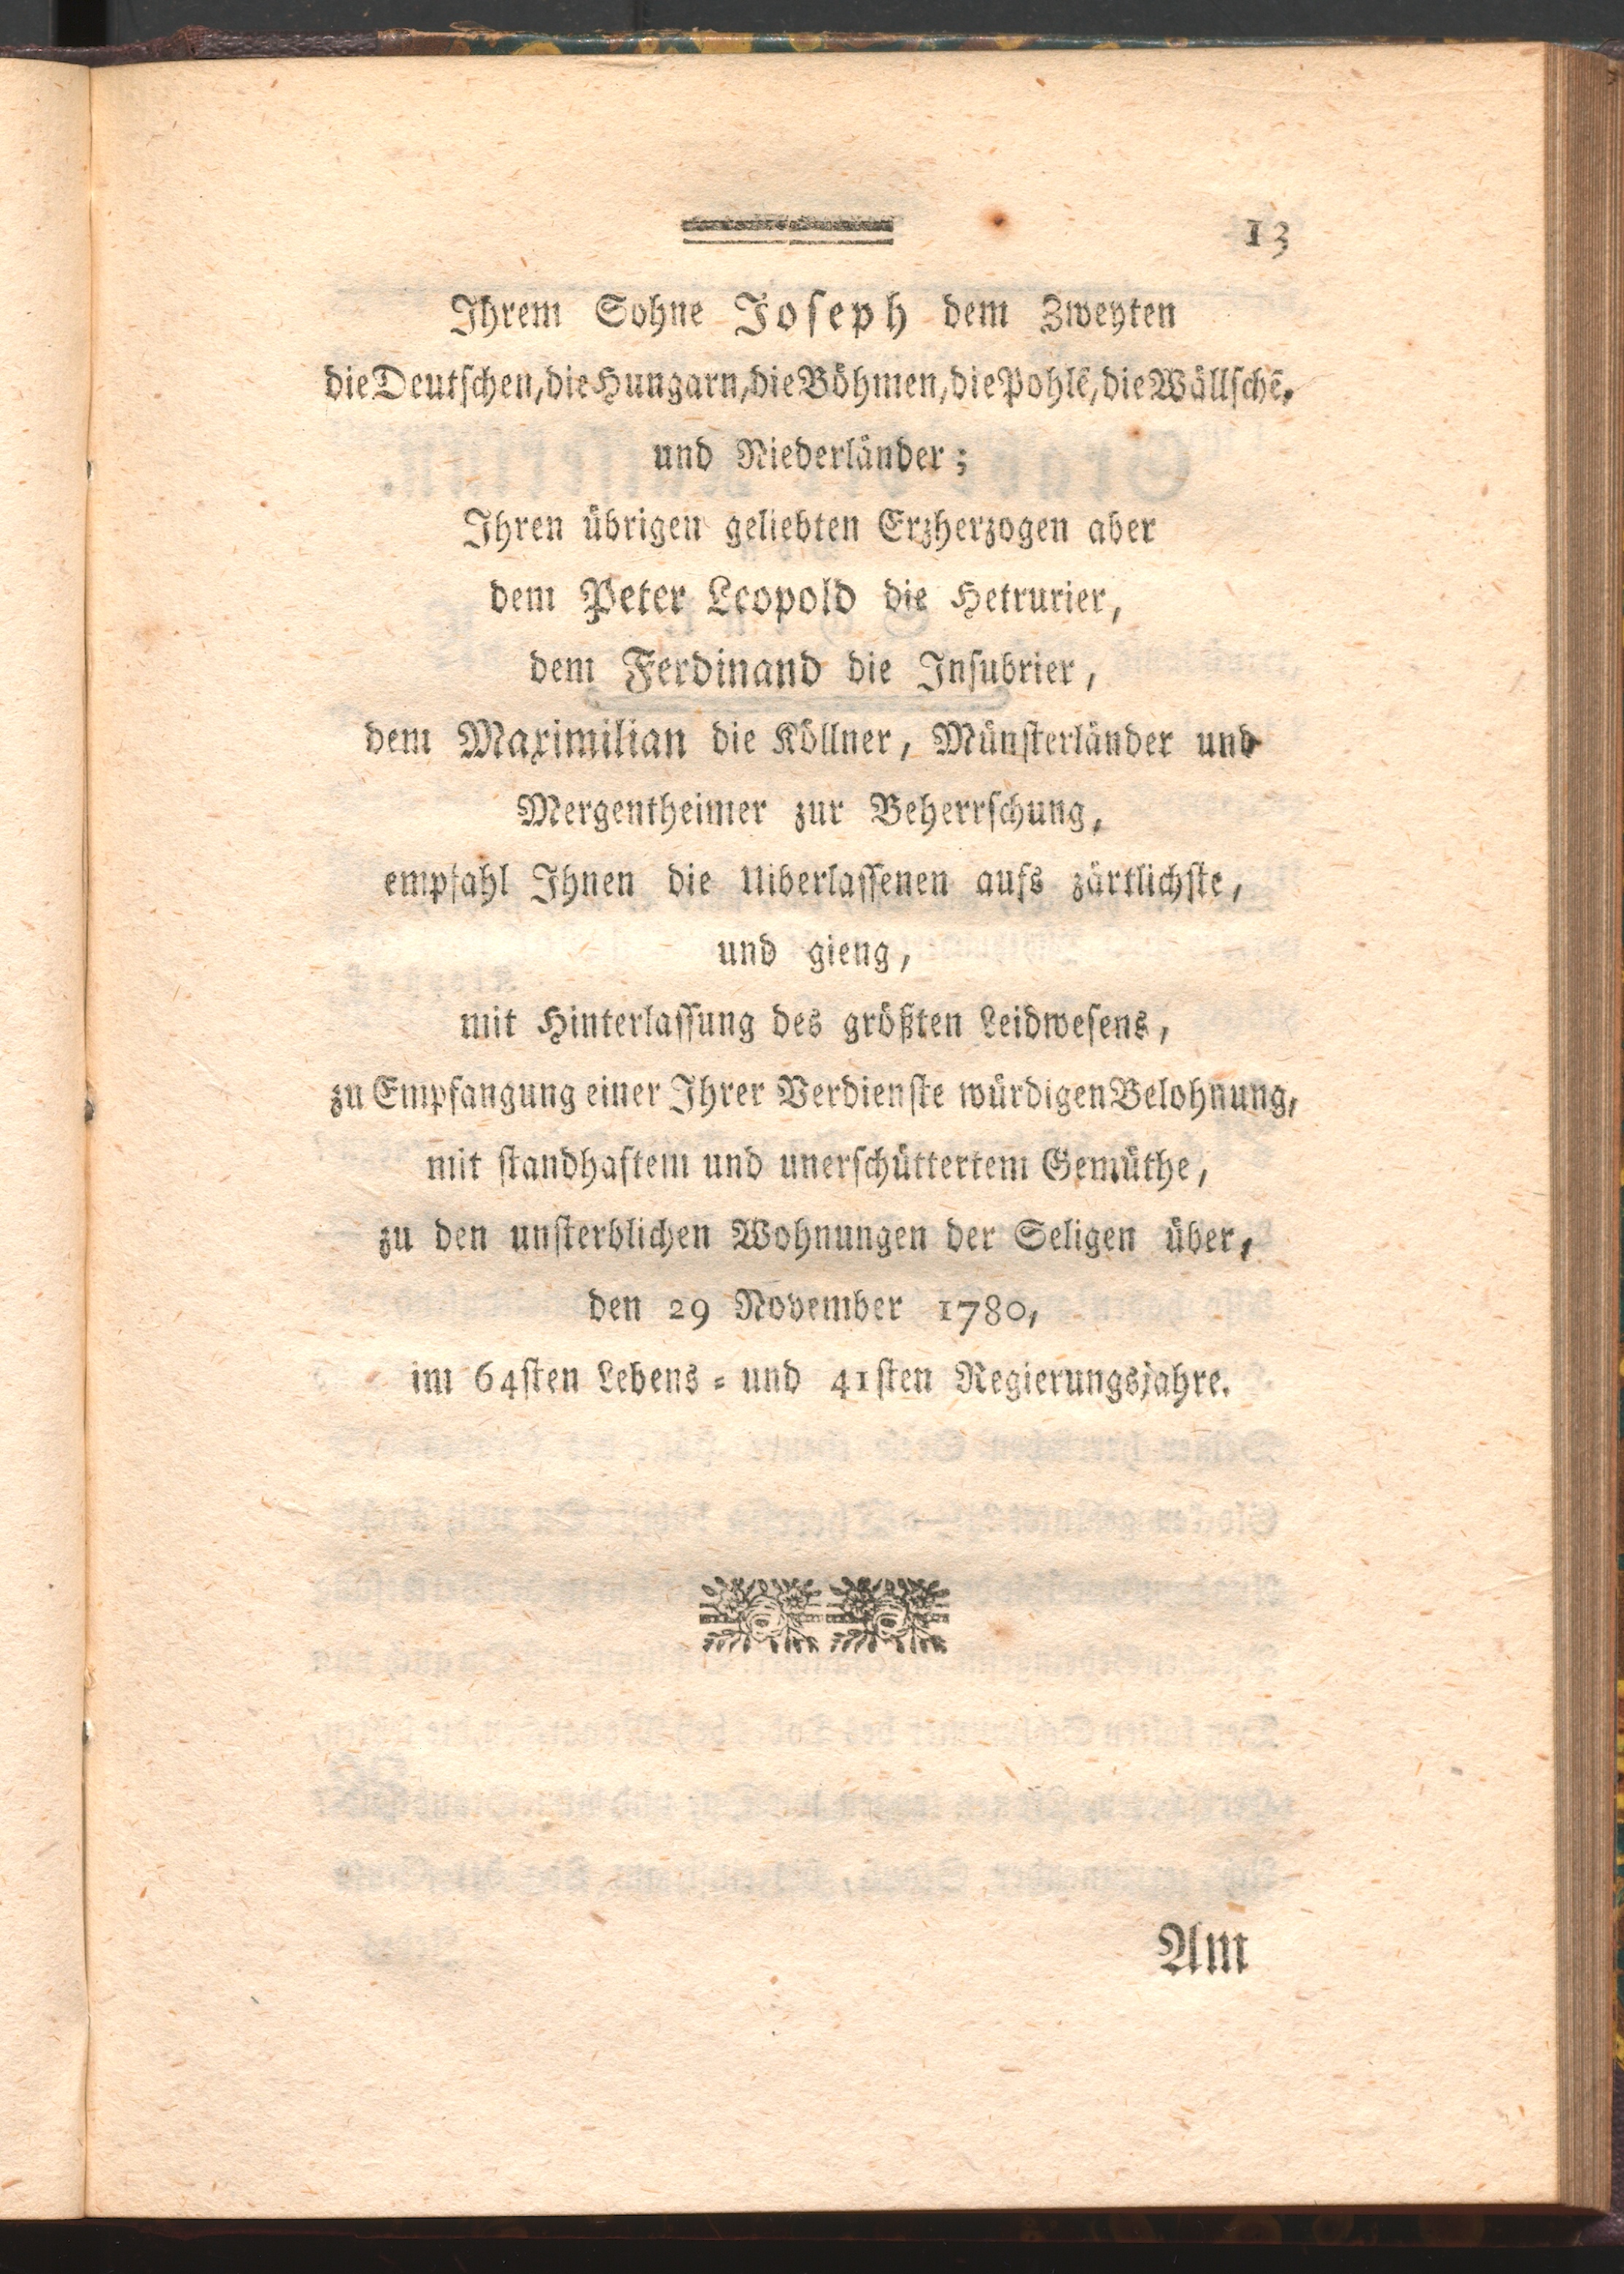 13
Ihrem Sohne Joseph dem Zweyten
die Deutschen, die Hungarn, die Böhmen, die Pohlē, die Wällschē,
und Niederländer;
Ihren übrigen geliebten Erzherzogen aber
dem Peter Leopold die Hetrurier,
dem Ferdinand die Insubrier,
dem Maximilian die Köllner, Münsterländer und
Mergentheimer zur Beherrschung,
empfahl Ihnen die Uiberlassenen aufs zärtlichste,
und gieng,
mit Hinterlassung des größten Leidwesens,
zu Empfangung einer Ihrer Verdienste würdigen Belohnung,
mit standhaftem und unerschüttertem Gemüthe,
zu den unsterblichen Wohnungen der Seligen über,
den 29 November 1780,
im 64sten Lebens- und 41sten Regierungsjahre.
Am